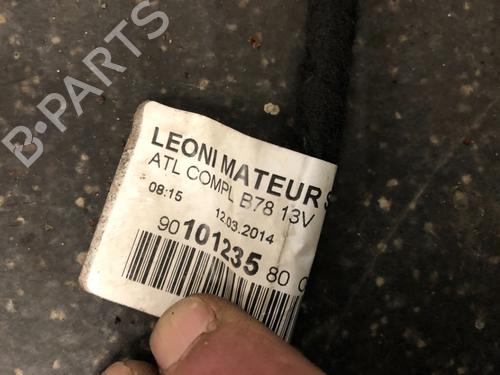 B-PARTS
LEONI MATEUR
ATL COMPL B78 13V
08:15 12.03.2014
90 101235 80